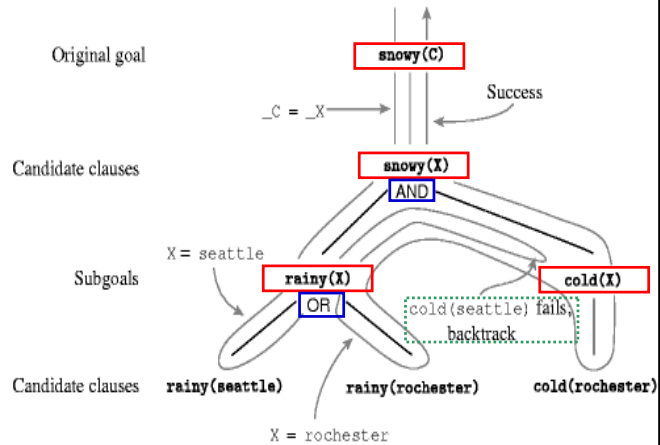 Original goal
snowy(C)
_C = _X
Success
Candidate clauses
snowy(X)
AND
X = seattle
Subgoals
rainy(X)
cold(X)
OR
cold(seattle) fails,
backtrack
Candidate clauses
rainy(seattle)
rainy(rochester)
cold(rochester)
X = rochester